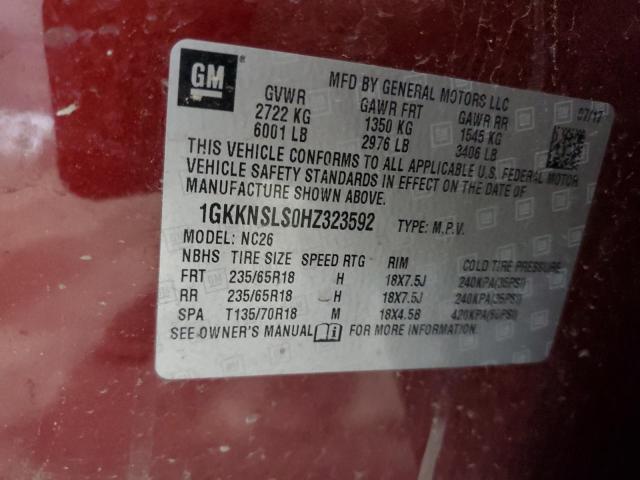 GM
MFD BY GENERAL MOTORS LLC 07/17
GVWR GAWR FRT GAWR RR
2722 KG 1350 KG 1545 KG
6001 LB 2976 LB 3406 LB
THIS VEHICLE CONFORMS TO ALL APPLICABLE U.S. FEDERAL MOTOR
VEHICLE SAFETY STANDARDS IN EFFECT ON THE DATE OF
MANUFACTURE SHOWN ABOVE.
1GKKNSLS0HZ323592 TYPE: M.P.V.
MODEL: NC26
NBHS TIRE SIZE SPEED RTG RIM COLD TIRE PRESSURE
FRT 235/65R18 H 18X7.5J 240KPA(35PSI)
RR 235/65R18 H 18X7.5J 240KPA(35PSI)
SPA T135/70R18 M 18X4.5B 420KPA(60PSI)
SEE OWNER'S MANUAL FOR MORE INFORMATION.